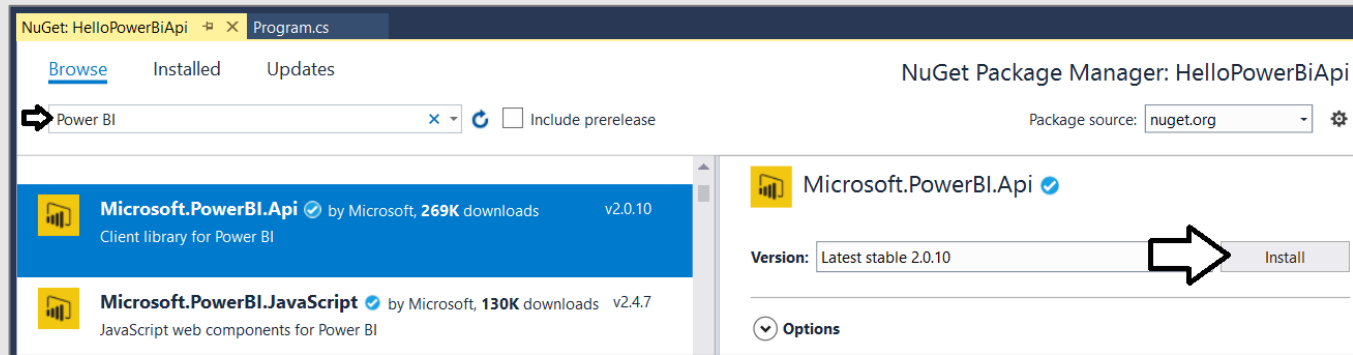 NuGet: HelloPowerBiApi Program.cs
Browse Installed Updates
NuGet Package Manager: HelloPowerBiApi
Power BI Include prerelease
Package source: nuget.org
Microsoft.PowerBI.Api by Microsoft, 269K downloads v2.0.10
Client library for Power BI
Microsoft.PowerBI.JavaScript by Microsoft, 130K downloads v2.4.7
JavaScript web components for Power BI
Microsoft.PowerBI.Api
Version: Latest stable 2.0.10 Install
Options